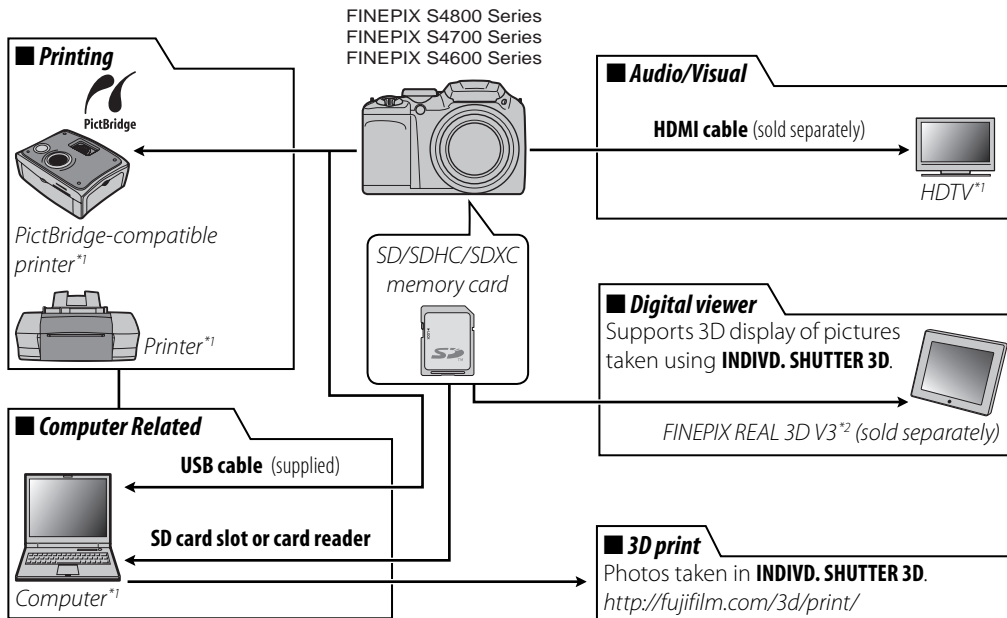 FINEPIX S4800 Series
FINEPIX S4700 Series
FINEPIX S4600 Series
■ Printing
PictBridge
PictBridge-compatible
printer*1
Printer*1
■ Audio/Visual
HDMI cable (sold separately)
HDTV*1
SD/SDHC/SDXC
memory card
SD
■ Digital viewer
Supports 3D display of pictures
taken using INDIVD. SHUTTER 3D.
FINEPIX REAL 3D V3*2 (sold separately)
■ Computer Related
USB cable (supplied)
SD card slot or card reader
Computer*1
■ 3D print
Photos taken in INDIVD. SHUTTER 3D.
http://fujifilm.com/3d/print/